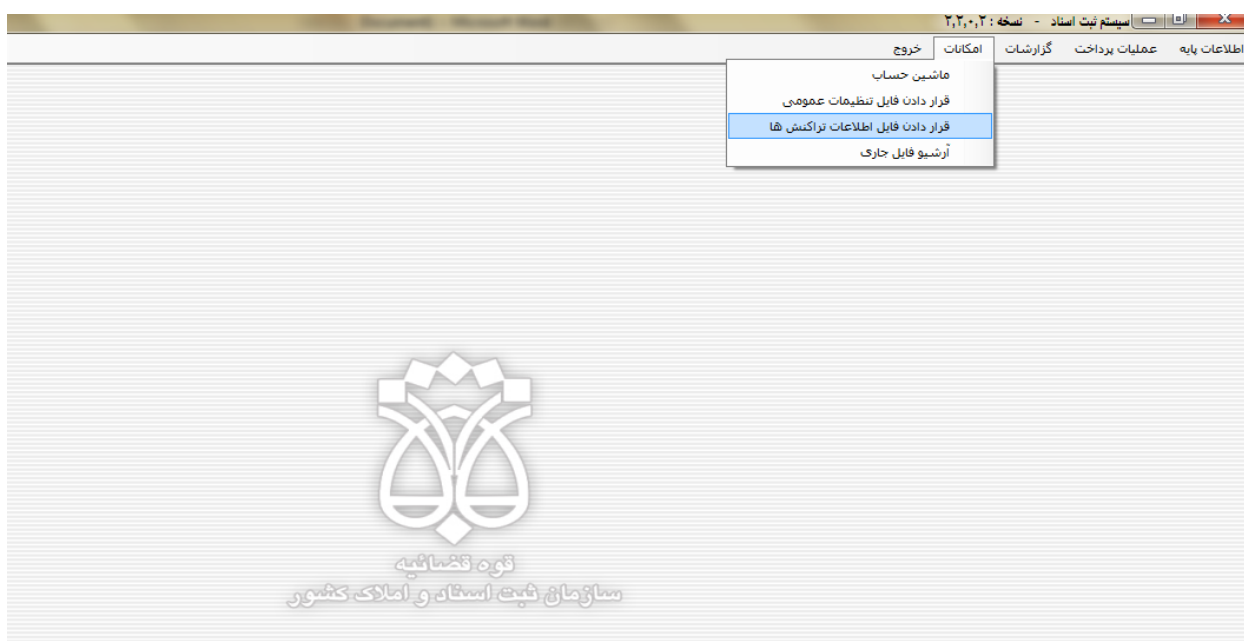 سیستم ثبت اسناد - نسخه : ۲,۲,۰,۲
اطلاعات پایه عملیات پرداخت گزارشات امکانات خروج
ماشین حساب
قرار دادن فایل تنظیمات عمومی
قرار دادن فایل اطلاعات تراکنش ها
آرشیو فایل جاری
قوه قضائیه
سازمان ثبت اسناد و املاک کشور